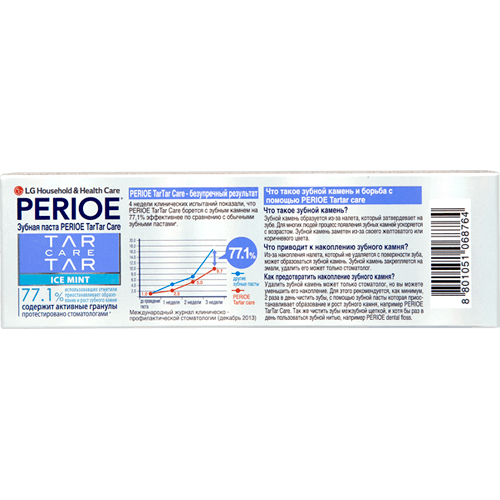 LG Household & Health Care
PERIOE
Зубная паста PERIOE TarTar Care
TAR
CARE
TAR
ICE MINT
77.1%
содержит активные гранулы
протестировано стоматологами
PERIOE TarTar Care - безупречный результат
4 недели клинических испытаний показали, что
PERIOE TarTar Care борется с зубным камнем на
77,1% эффективнее по сравнению с обычными
зубными пастами.
77.1%
другие
зубные пасты
PERIOE
Tartar care
1 неделя
2 недели
3 недели
Международный журнал клиническо-
профилактической стоматологии (декабрь 2013)
Что такое зубной камень и борьба с
помощью PERIOE Tartar care
Что такое зубной камень?
Зубной камень образуется из-за налета, который затвердевает на
зубе. Для многих людей процесс появления зубных камней ускоряется
с возрастом. Зубной камень заметен из-за своего желтоватого или
коричневого цвета.
Что приводит к накоплению зубного камня?
Из-за накопления налета, который не удаляется с поверхности зуба,
может появиться зубной камень. Зубной камень закрепляется на
эмали, удалить его может только стоматолог.
Как предотвратить накопление зубного камня?
Удалить зубной камень может только стоматолог, но вы можете
уменьшить его накопление. Для этого рекомендуется, как минимум,
2 раза в день чистить зубы, с помощью зубной пасты которая приос-
танавливает образование и рост зубного камня, например PERIOE
TarTar Care. Так же чистить зубы межзубной щеткой, и хотя бы раз в
день пользоваться зубной нитью, например PERIOE dental floss.
8 801051 068764